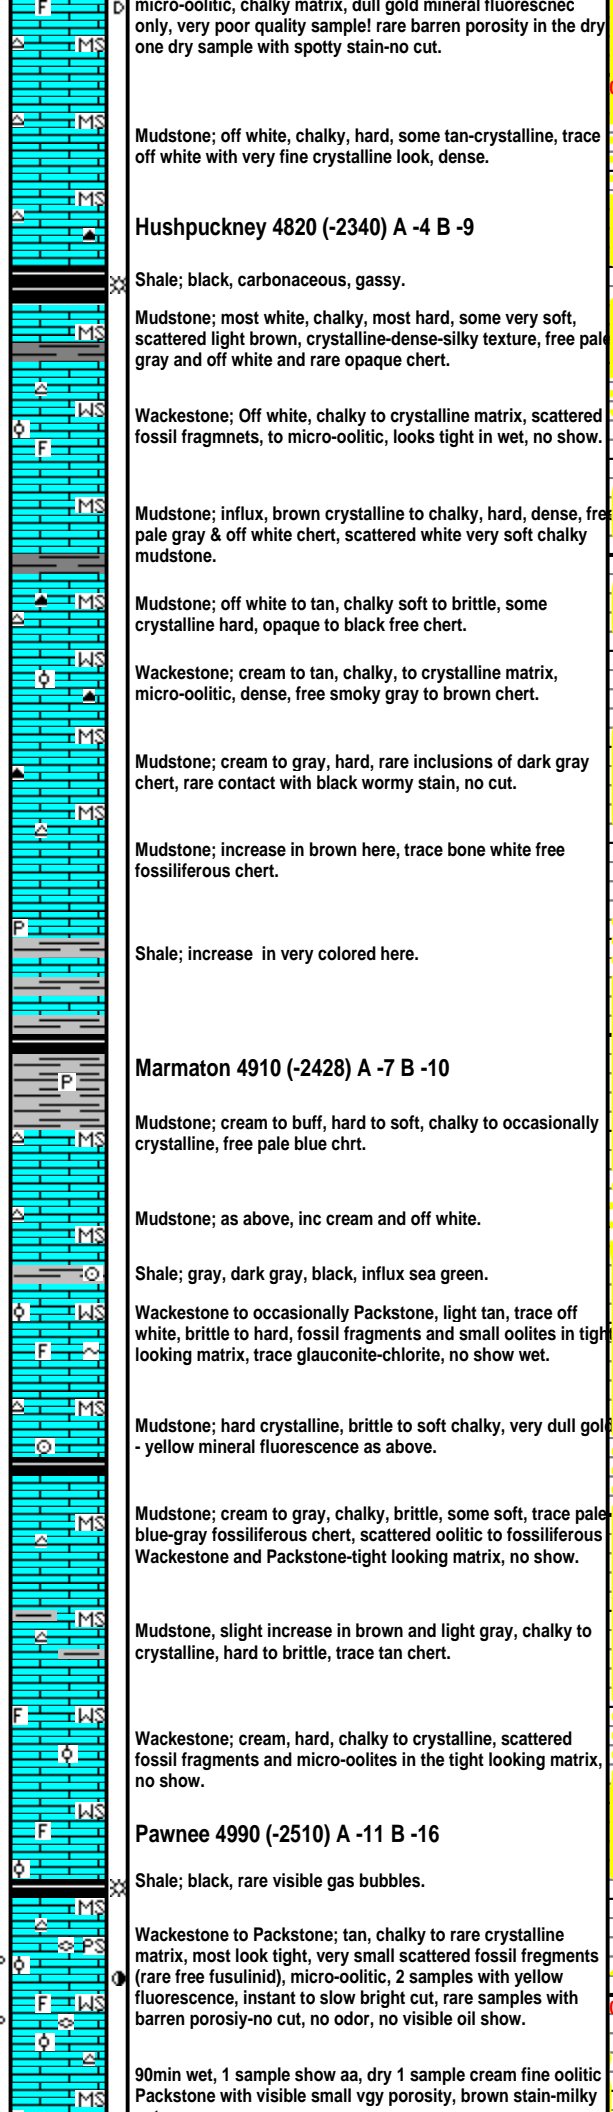 micro-oolitic, chalky matrix, dull gold mineral fluorescnec
only, very poor quality sample! rare barren porosity in the dry
one dry sample with spotty stain-no cut.
Mudstone; off white, chalky, hard, some tan-crystalline, trace
off white with very fine crystalline look, dense.
Hushpuckney 4820 (-2340) A -4 B -9
Shale; black, carbonaceous, gassy.
Mudstone; most white, chalky, most hard, some very soft,
scattered light brown, crystalline-dense-silky texture, free pale
gray and off white and rare opaque chert.
Wackestone; Off white, chalky to crystalline matrix, scattered
fossil fragmnets, to micro-oolitic, looks tight in wet, no show.
Mudstone; influx, brown crystalline to chalky, hard, dense, free
pale gray & off white chert, scattered white very soft chalky
mudstone.
Mudstone; off white to tan, chalky soft to brittle, some
crystalline hard, opaque to black free chert.
Wackestone; cream to tan, chalky, to crystalline matrix,
micro-oolitic, dense, free smoky gray to brown chert.
Mudstone; cream to gray, hard, rare inclusions of dark gray
chert, rare contact with black wormy stain, no cut.
Mudstone; increase in brown here, trace bone white free
fossiliferous chert.
Shale; increase in very colored here.
Marmaton 4910 (-2428) A -7 B -10
Mudstone; cream to buff, hard to soft, chalky to occasionally
crystalline, free pale blue chrt.
Mudstone; as above, inc cream and off white.
Shale; gray, dark gray, black, influx sea green.
Wackestone to occasionally Packstone, light tan, trace off
white, brittle to hard, fossil fragments and small oolites in tight
looking matrix, trace glauconite-chlorite, no show wet.
Mudstone; hard crystalline, brittle to soft chalky, very dull gold
- yellow mineral fluorescence as above.
Mudstone; cream to gray, chalky, brittle, some soft, trace pale-
blue-gray fossiliferous chert, scattered oolitic to fossiliferous
Wackestone and Packstone-tight looking matrix, no show.
Mudstone, slight increase in brown and light gray, chalky to
crystalline, hard to brittle, trace tan chert.
Wackestone; cream, hard, chalky to crystalline, scattered
fossil fragments and micro-oolites in the tight looking matrix,
no show.
Pawnee 4990 (-2510) A -11 B -16
Shale; black, rare visible gas bubbles.
Wackestone to Packstone; tan, chalky to rare crystalline
matrix, most look tight, very small scattered fossil fregments
(rare free fusulinid), micro-oolitic, 2 samples with yellow
fluorescence, instant to slow bright cut, rare samples with
barren porosiy-no cut, no odor, no visible oil show.
90min wet, 1 sample show aa, dry 1 sample cream fine oolitic
Packstone with visible small vgy porosity, brown stain-milky